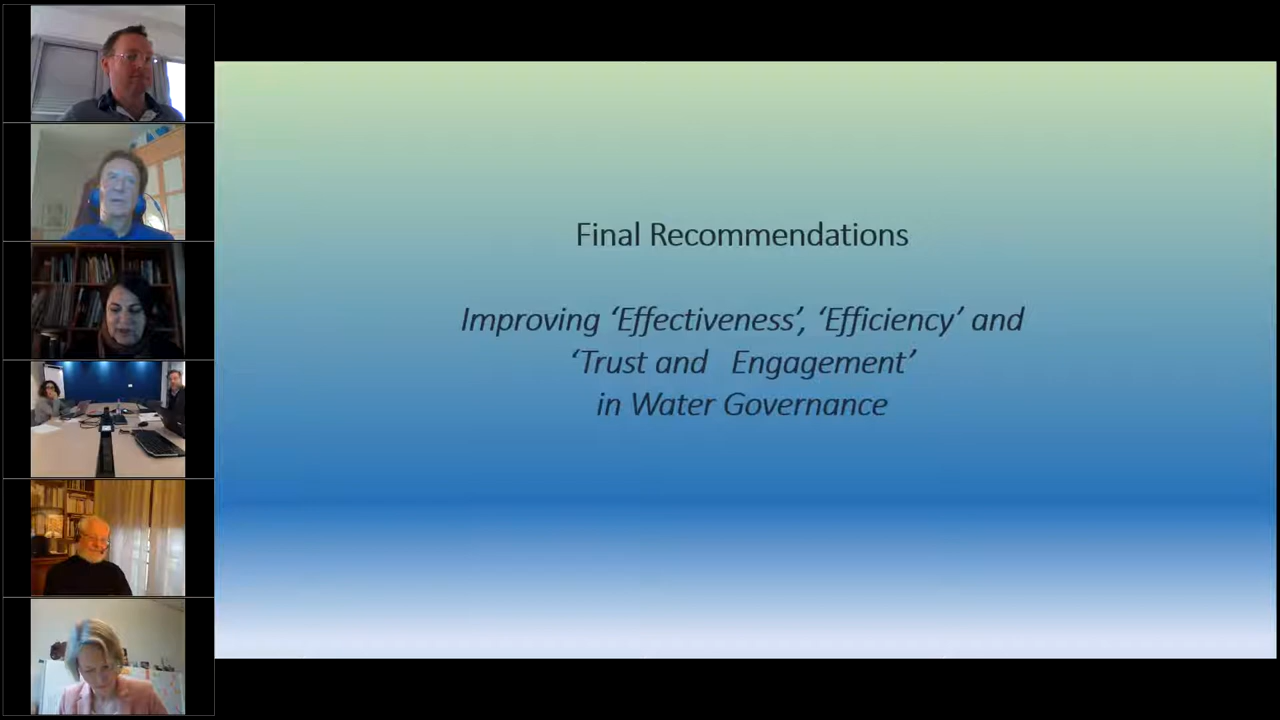 Final Recommendations
Improving ‘Effectiveness’, ‘Efficiency’ and
‘Trust and Engagement’
in Water Governance